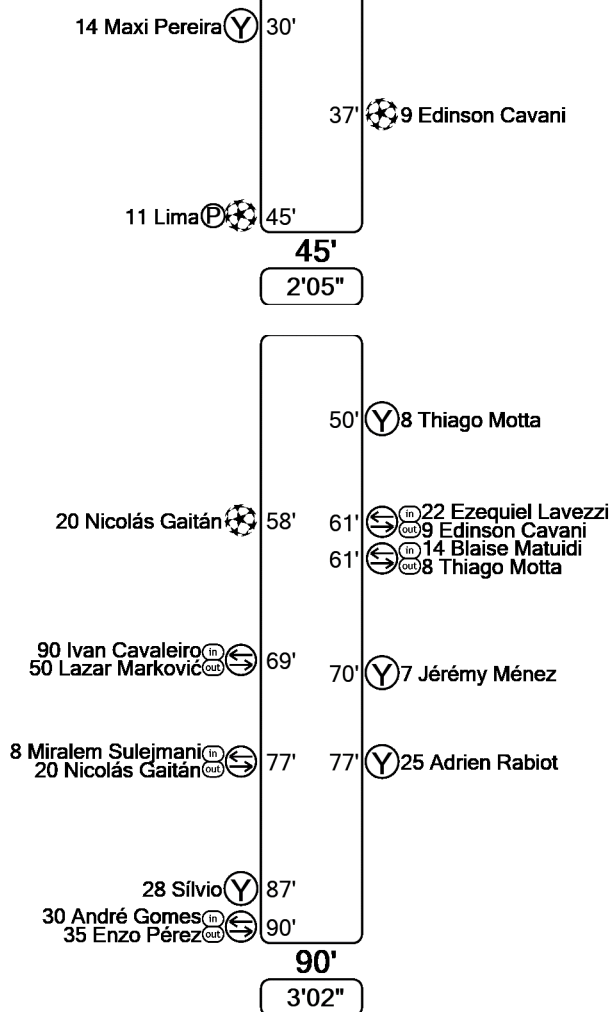 14 Maxi Pereira Y 30'
37' 9 Edinson Cavani
11 Lima P 45'
45'
2'05"
50' Y 8 Thiago Motta
20 Nicolás Gaitán 58'
61' in 22 Ezequiel Lavezzi
out 9 Edinson Cavani
61' in 14 Blaise Matuidi
out 8 Thiago Motta
90 Ivan Cavaleiro in
50 Lazar Marković out 69'
70' Y 7 Jérémy Ménez
8 Miralem Sulejmani in
20 Nicolás Gaitán out 77'
77' Y 25 Adrien Rabiot
28 Sílvio Y 87'
30 André Gomes in
35 Enzo Pérez out 90'
90'
3'02"